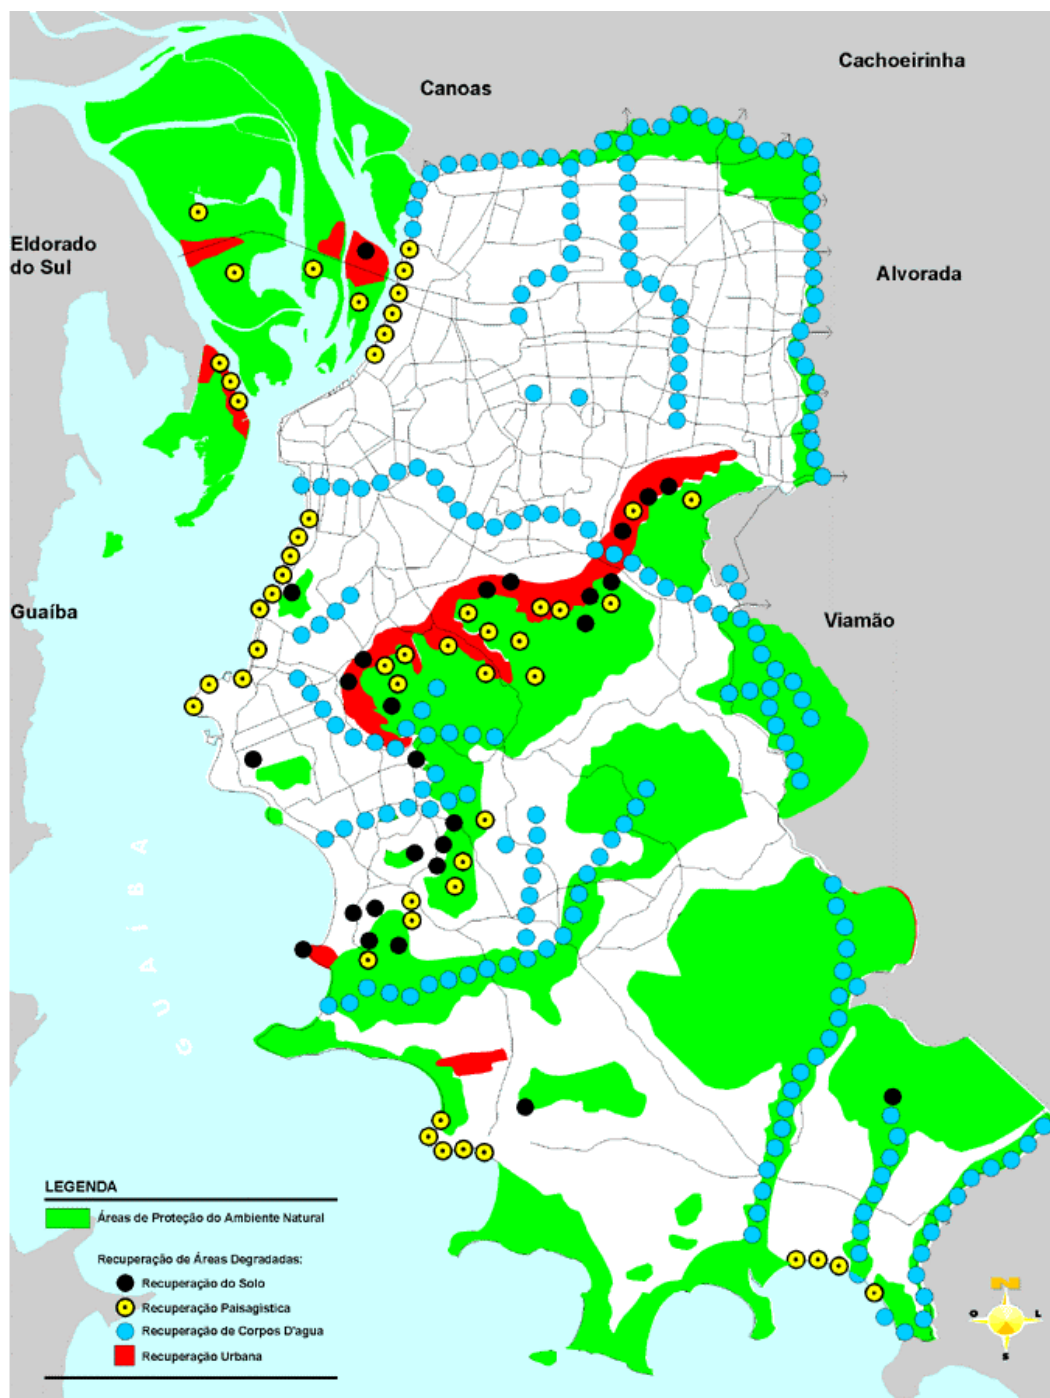 Cachoeirinha
Canoas
Eldorado
do Sul
Alvorada
Guaíba
Viamão
GUAÍBA
LEGENDA
Áreas de Proteção do Ambiente Natural
Recuperação de Áreas Degradadas:
Recuperação do Solo
Recuperação Paisagística
Recuperação de Corpos D'agua
Recuperação Urbana
N
O
L
S